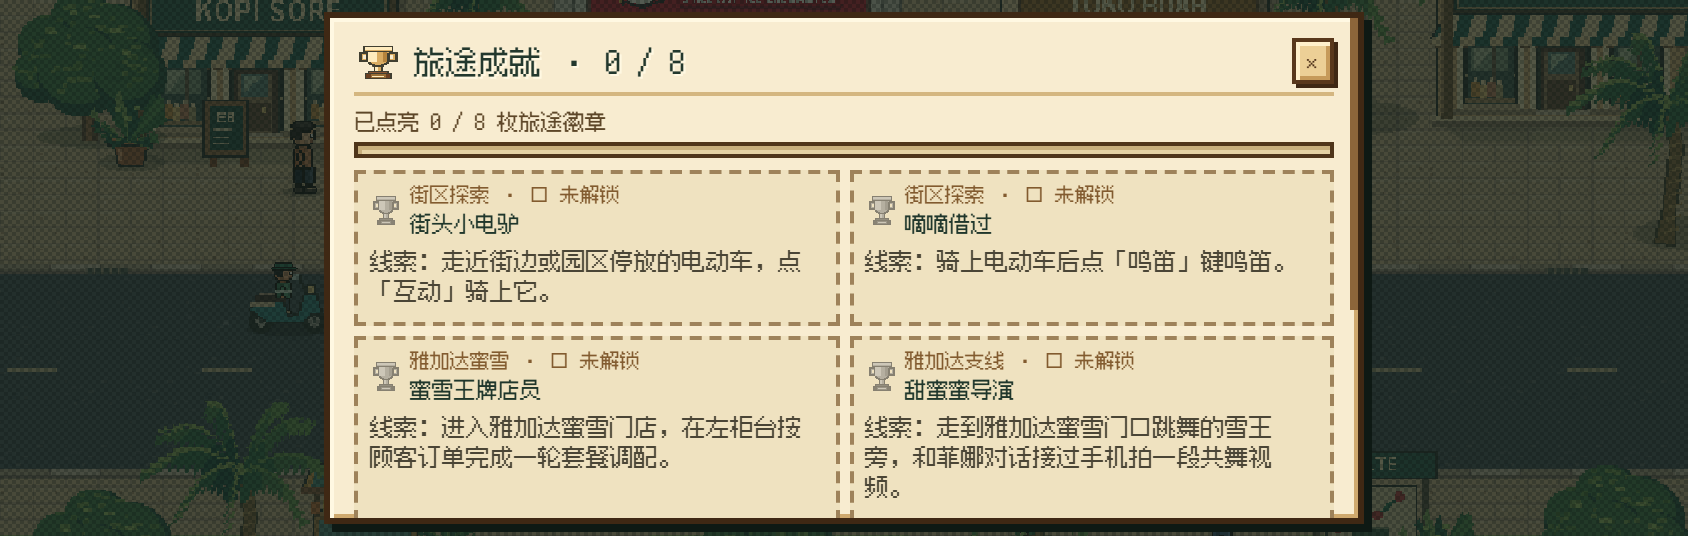 KOPI SORE
旅途成就 · 0 / 8
×
已点亮 0 / 8 枚旅途徽章
街区探索 · □ 未解锁
街头小电驴
线索：走近街边或园区停放的电动车，点
「互动」骑上它。
街区探索 · □ 未解锁
嘀嘀借过
线索：骑上电动车后点「鸣笛」键鸣笛。
雅加达蜜雪 · □ 未解锁
蜜雪王牌店员
线索：进入雅加达蜜雪门店，在左柜台按
顾客订单完成一轮套餐调配。
雅加达支线 · □ 未解锁
甜蜜蜜导演
线索：走到雅加达蜜雪门口跳舞的雪王
旁，和菲娜对话接过手机拍一段共舞视
频。